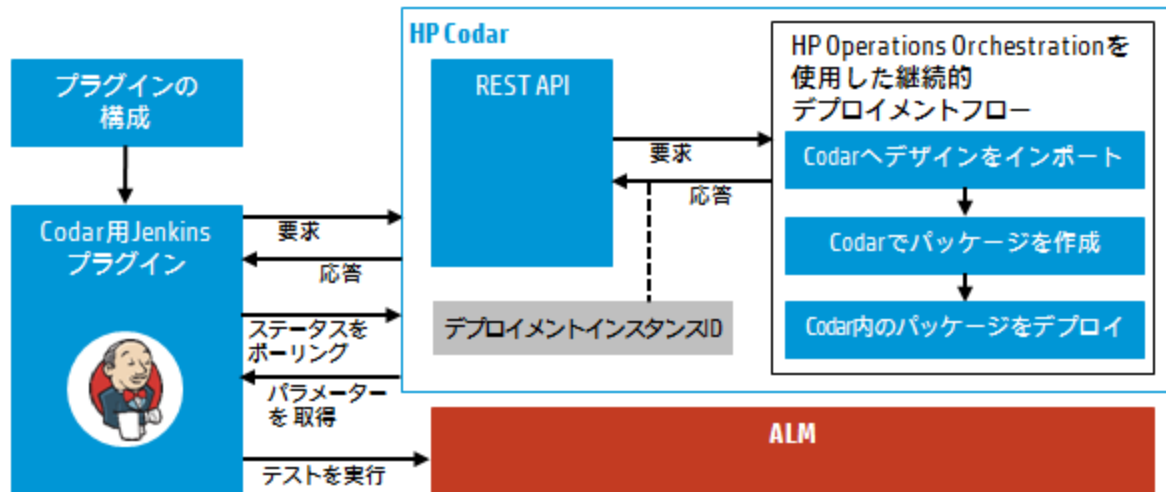 HP Codar
プラグインの
構成
REST API
HP Operations Orchestrationを
使用した継続的
デプロイメントフロー
要求
Codarへデザインをインポート
応答
Codar用Jenkins
プラグイン
要求
Codarでパッケージを作成
応答
デプロイメントインスタンスID
Codar内のパッケージをデプロイ
ステータスを
ポーリング
パラメーター
を 取得
ALM
テストを実行